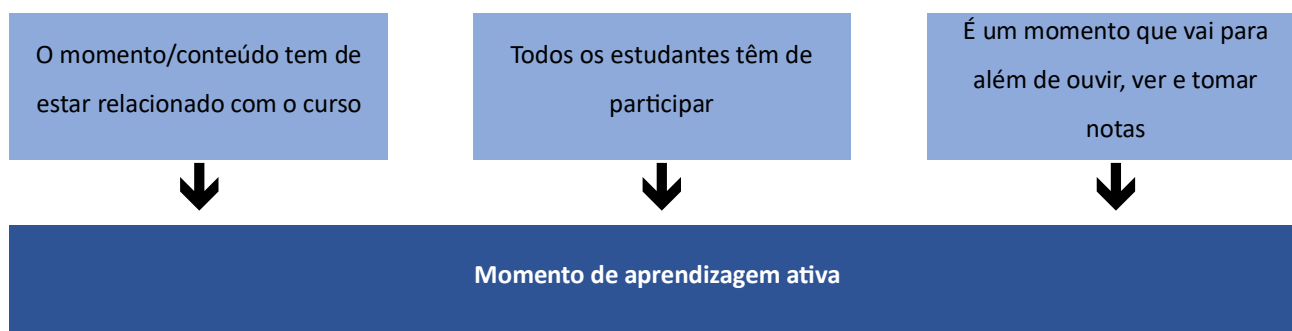 O momento/conteúdo tem de
estar relacionado com o curso
Todos os estudantes têm de
participar
É um momento que vai para
além de ouvir, ver e tomar
notas
Momento de aprendizagem ativa